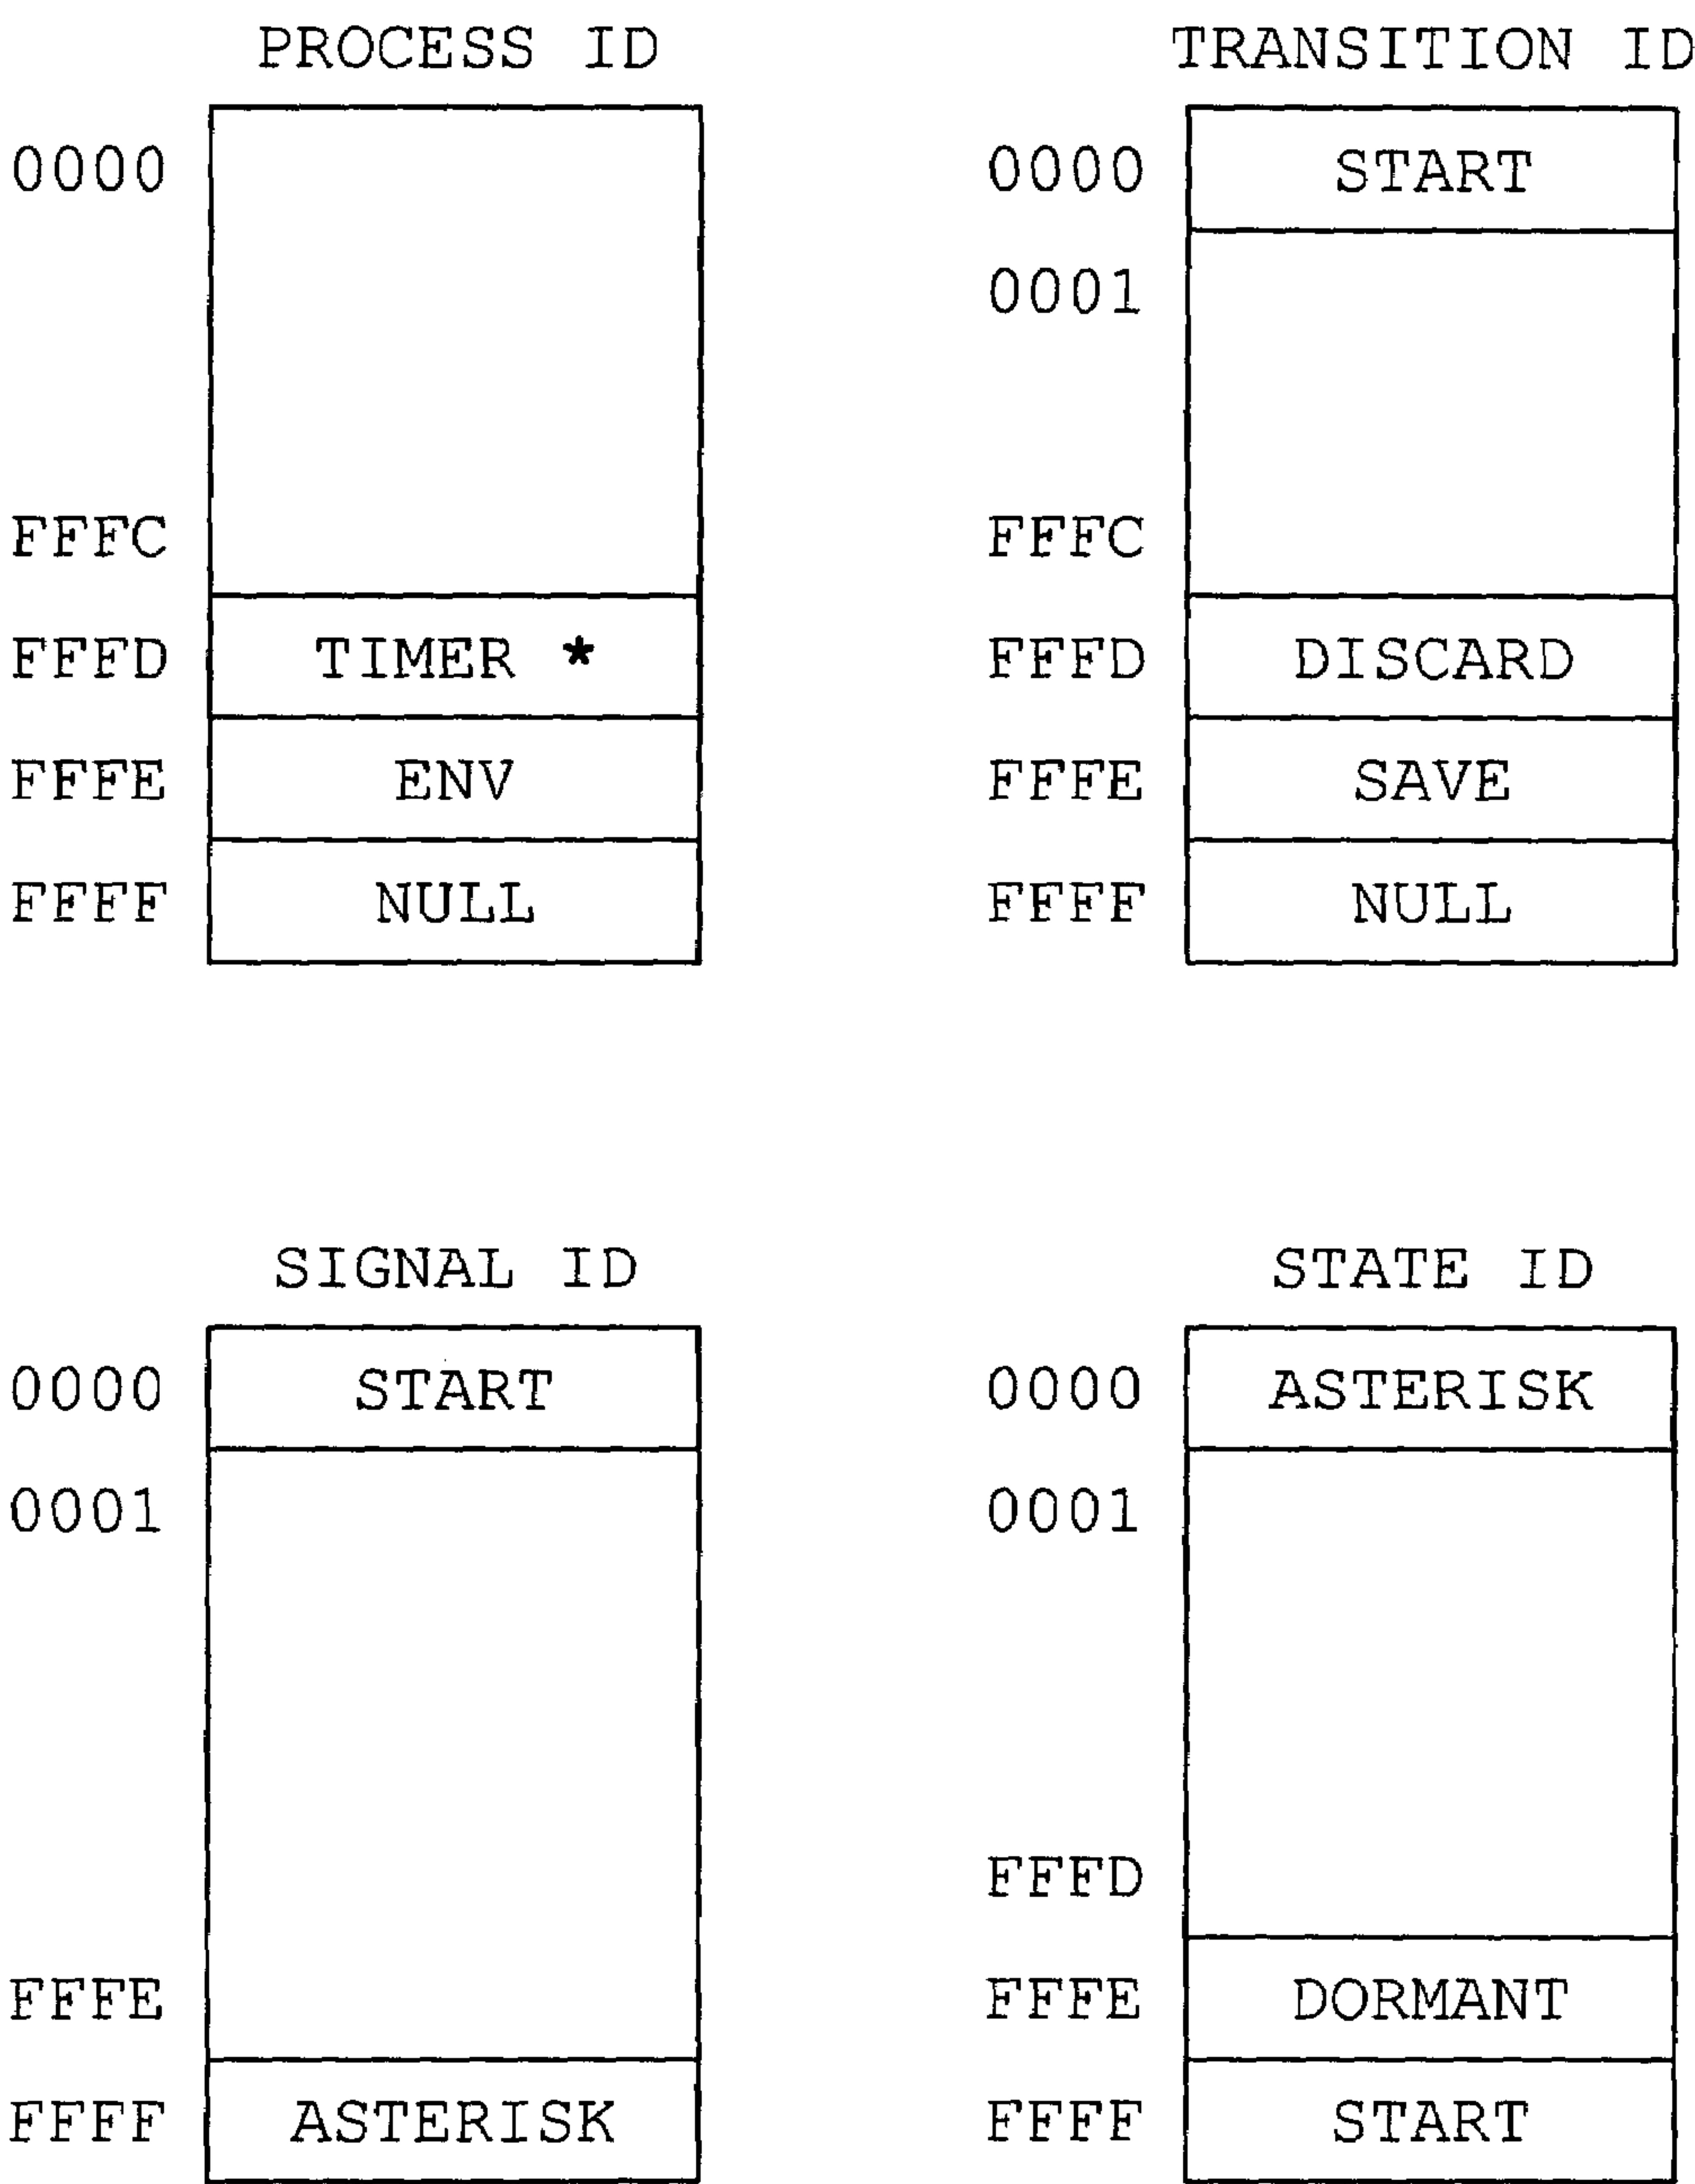 PROCESS ID
0000
FFFC
FFFD TIMER *
FFFE ENV
FFFF NULL
TRANSITION ID
0000 START
0001
FFFC
FFFD DISCARD
FFFE SAVE
FFFF NULL
SIGNAL ID
0000 START
0001
FFFE
FFFF ASTERISK
STATE ID
0000 ASTERISK
0001
FFFD
FFFE DORMANT
FFFF START